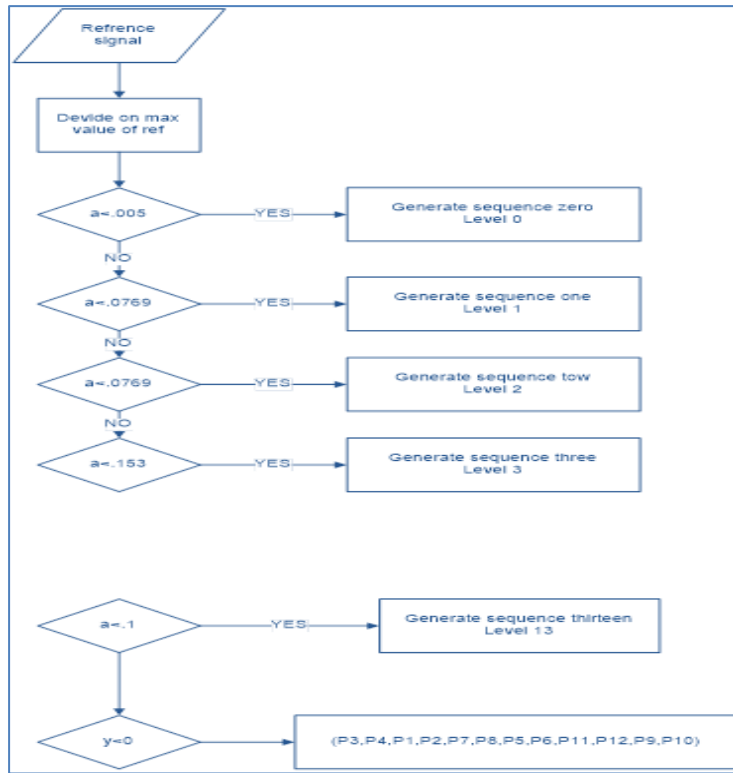 Refrence
signal
Devide on max
value of ref
a<.005
YES
Generate sequence zero
Level 0
NO
a<.0769
YES
Generate sequence one
Level 1
NO
a<.0769
YES
Generate sequence tow
Level 2
NO
a<.153
YES
Generate sequence three
Level 3
a<.1
YES
Generate sequence thirteen
Level 13
y<0
(P3,P4,P1,P2,P7,P8,P5,P6,P11,P12,P9,P10)